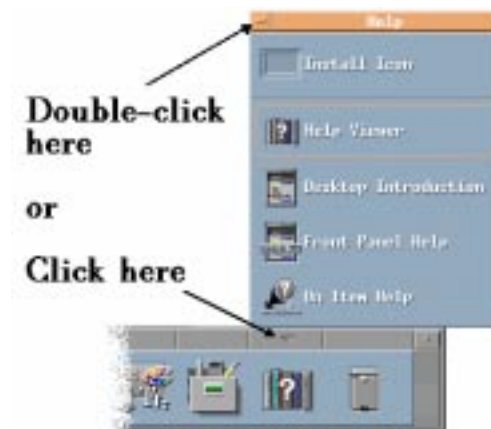 Help
Install Icon
Double-click
here
Help Viewer
Desktop Introduction
or
Front Panel Help
Click here
On Item Help